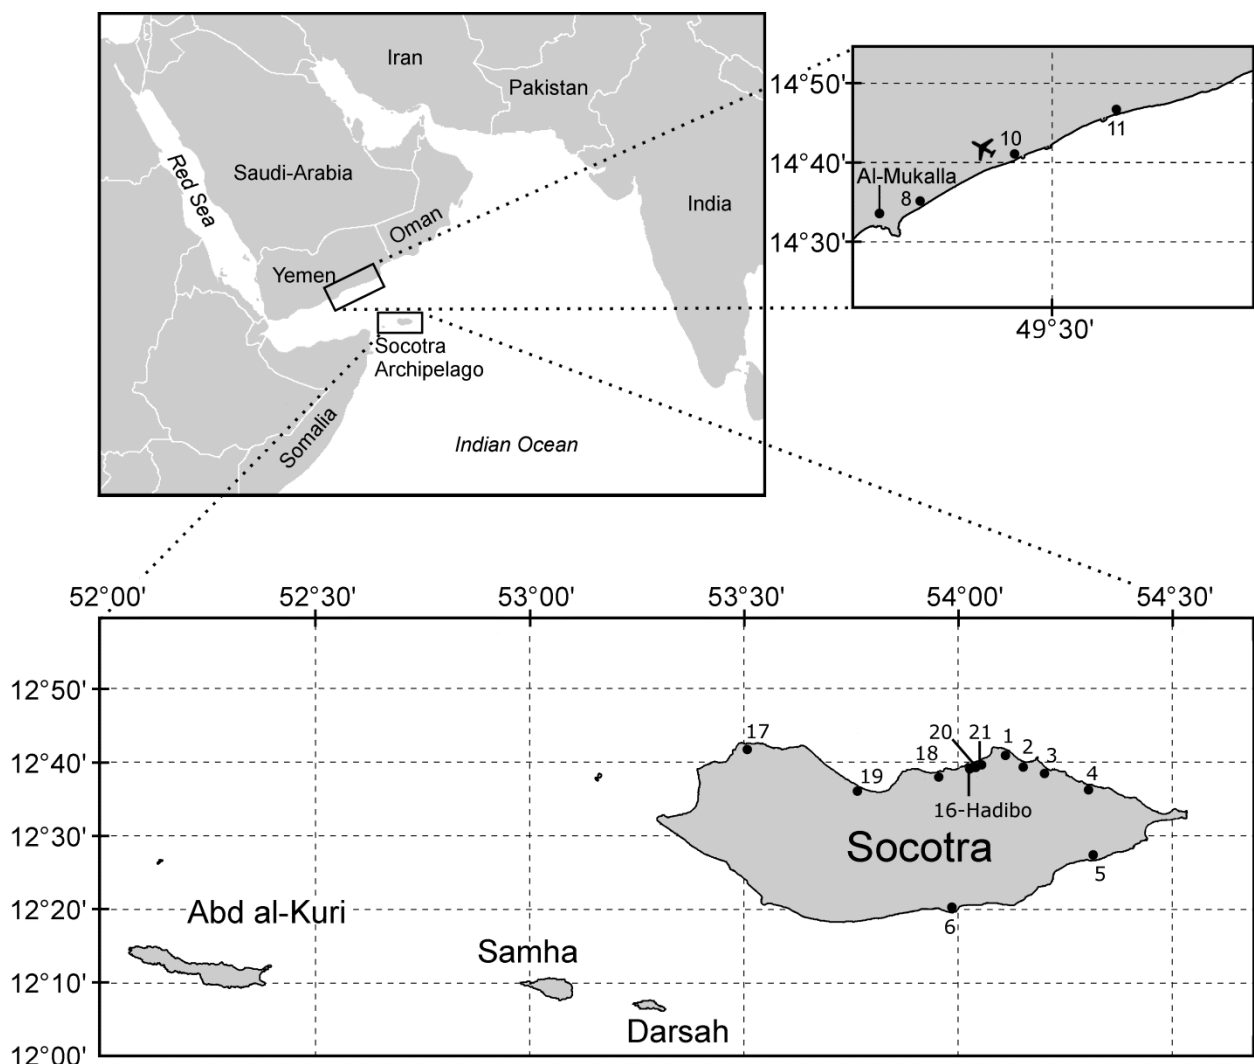 Iran
Pakistan
Red Sea
Saudi-Arabia
India
Oman
Yemen
Socotra
Archipelago
Somalia
Indian Ocean
14°50'
11
10
14°40'
Al-Mukalla
8
14°30'
49°30'
52°00' 52°30' 53°00' 53°30' 54°00' 54°30'
12°50'
17
20 21 1
2
3
12°40'
18
19
4
16-Hadibo
12°30'
Socotra
5
12°20'
6
Abd al-Kuri
Samha
12°10'
Darsah
12°00'